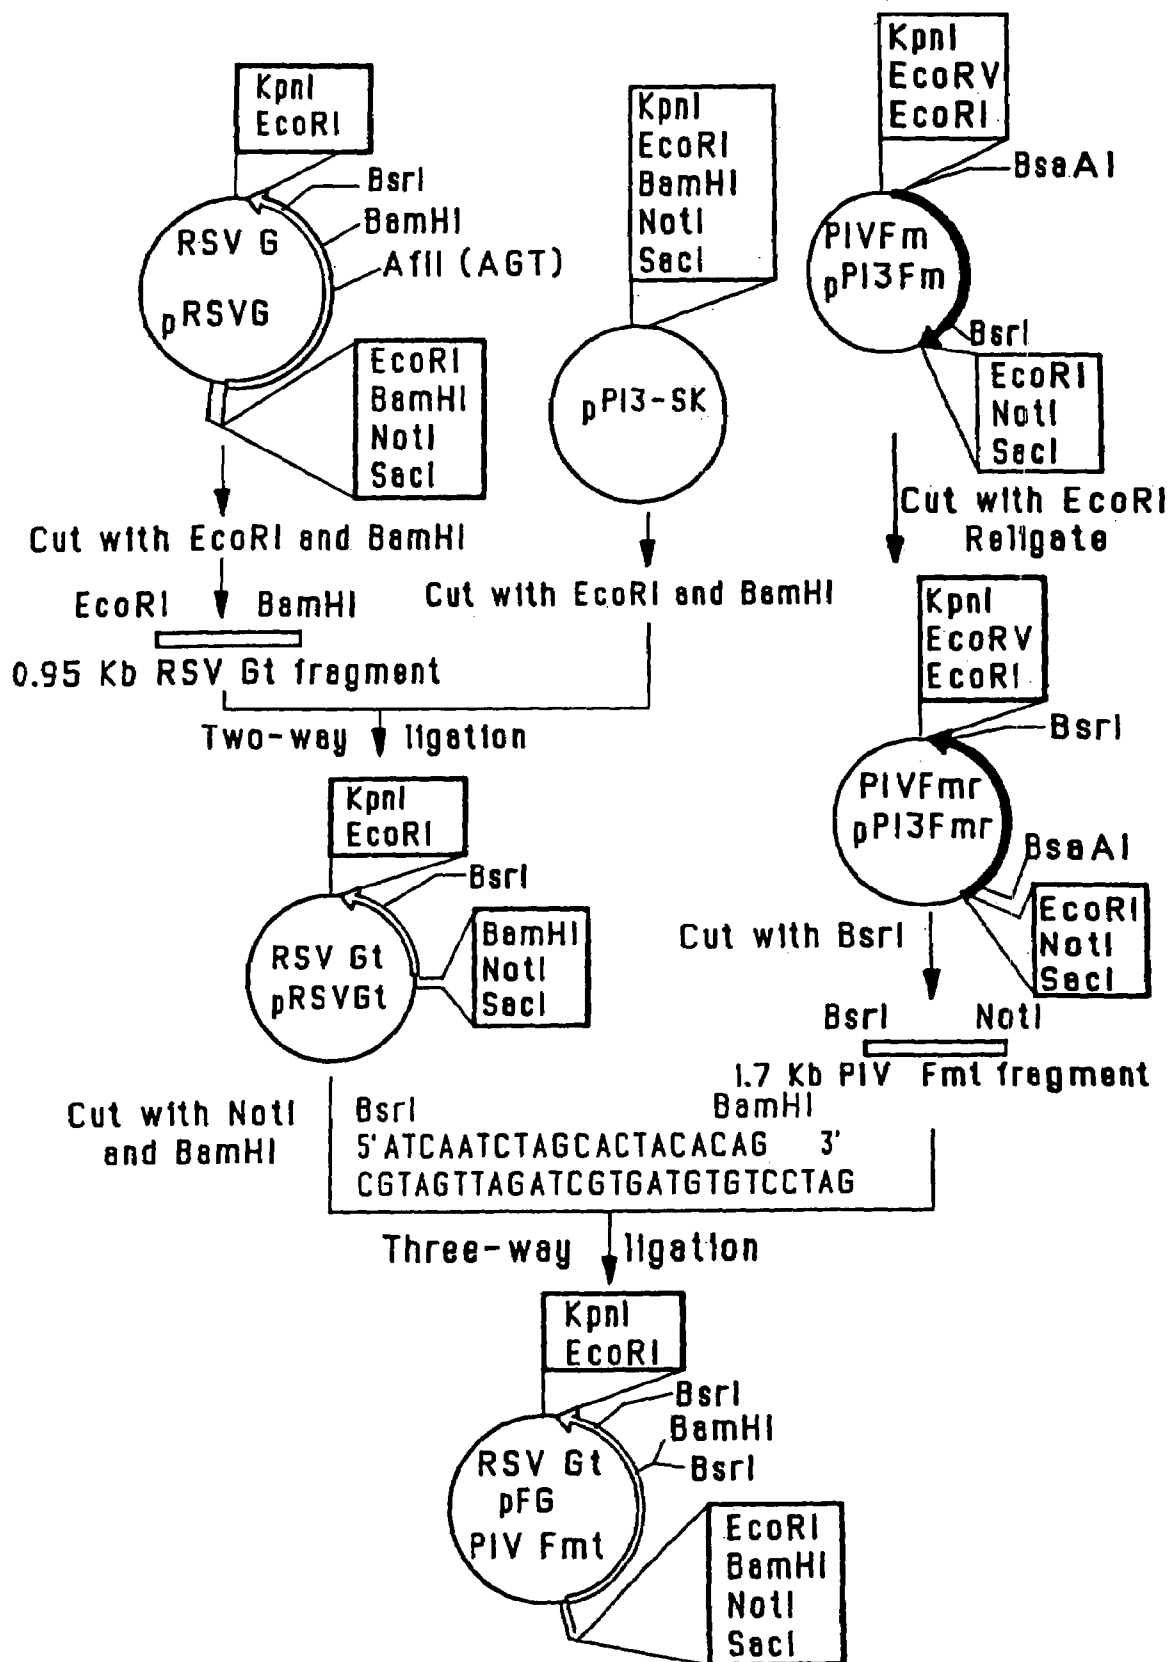 KpnI
EcoRI
BsrI
BamHI
AflII (AGT)
RSV G
pRSVG
EcoRI
BamHI
NotI
SacI
Cut with EcoRI and BamHI
EcoRI BamHI
0.95 Kb RSV Gt fragment
KpnI
EcoRI
BamHI
NotI
SacI
pPI3-SK
Cut with EcoRI and BamHI
KpnI
EcoRV
EcoRI
BsaAI
PIVFm
pPI3Fm
BsrI
EcoRI
NotI
SacI
Cut with EcoRI
Religate
Two-way ligation
KpnI
EcoRI
BsrI
RSV Gt
pRSVGt
BamHI
NotI
SacI
KpnI
EcoRV
EcoRI
BsrI
PIVFmr
pPI3Fmr
BsaAI
EcoRI
NotI
SacI
Cut with BsrI
BsrI NotI
1.7 Kb PIV Fmt fragment
Cut with NotI
and BamHI
BsrI BamHI
5'ATCAATCTAGCACTACACAG 3'
CGTAGTTAGATCGTGATGTGTCCTAG
Three-way ligation
KpnI
EcoRI
BsrI
BamHI
BsrI
RSV Gt
pFG
PIV Fmt
EcoRI
BamHI
NotI
SacI